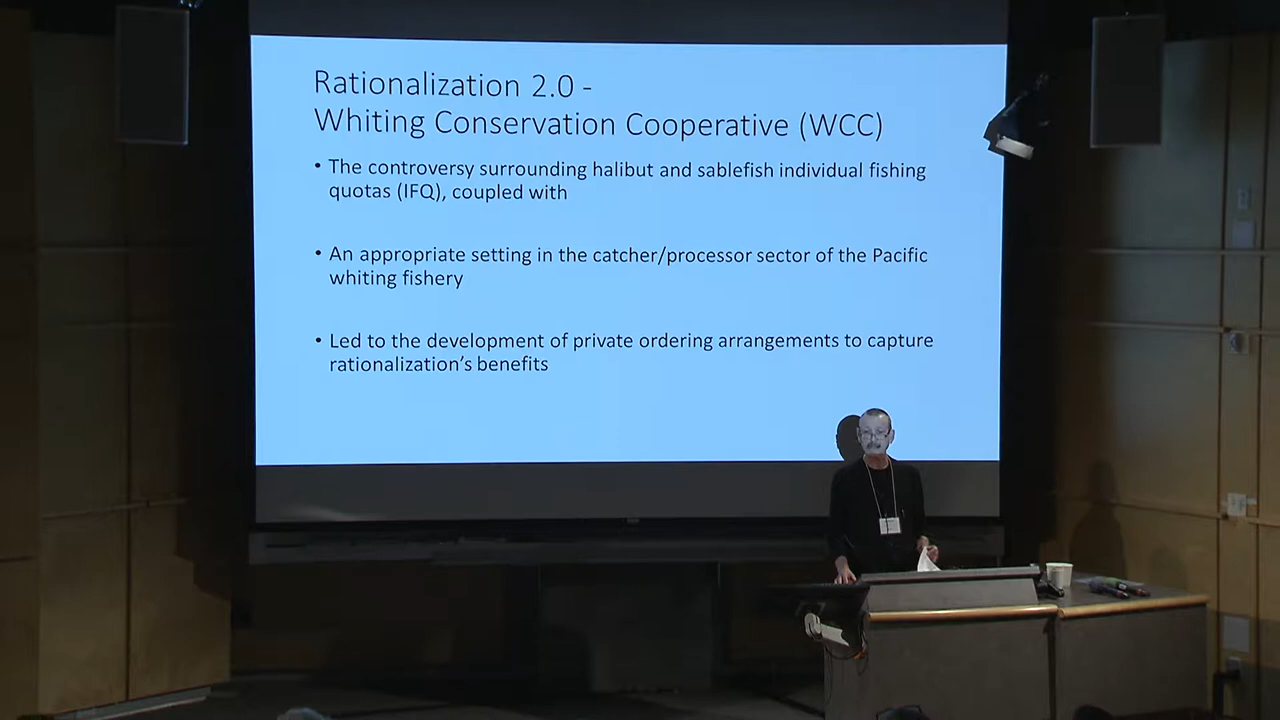 Rationalization 2.0 -
Whiting Conservation Cooperative (WCC)
• The controversy surrounding halibut and sablefish individual fishing
quotas (IFQ), coupled with
• An appropriate setting in the catcher/processor sector of the Pacific
whiting fishery
• Led to the development of private ordering arrangements to capture
rationalization's benefits